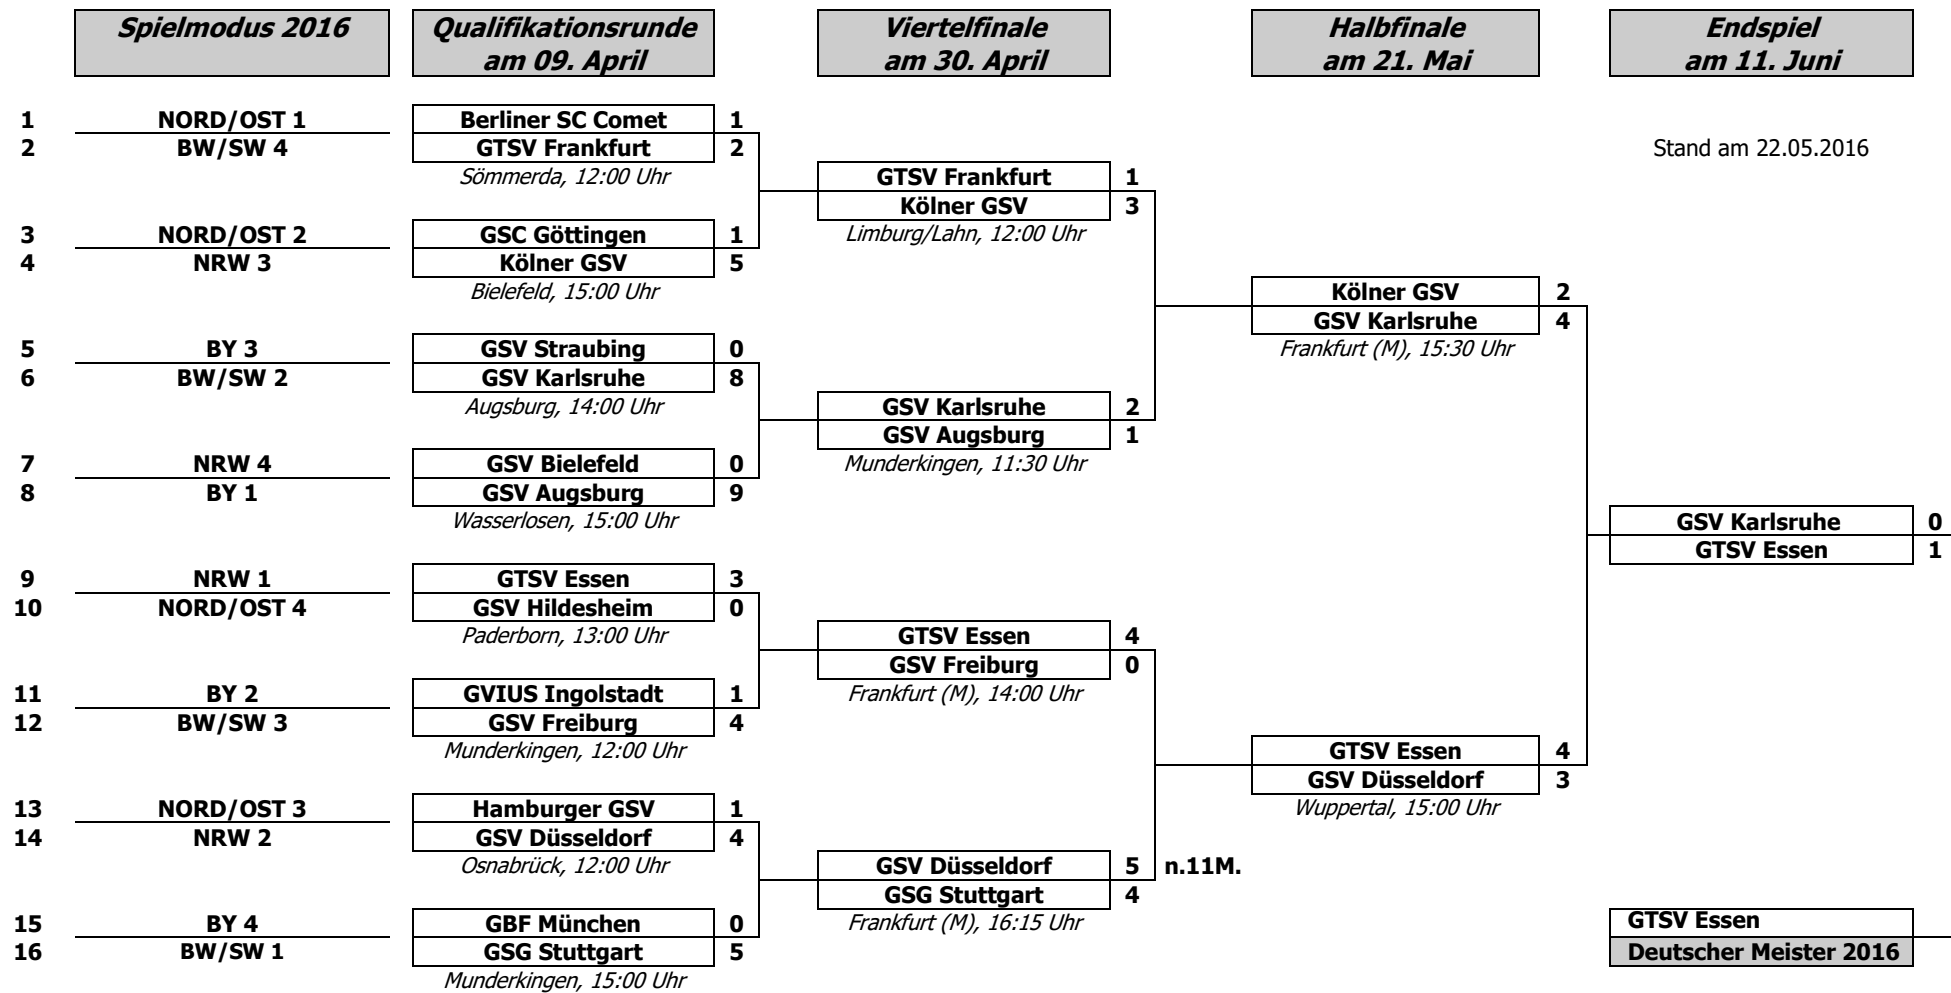 Spielmodus 2016
Qualifikationsrunde
am 09. April
Viertelfinale
am 30. April
Halbfinale
am 21. Mai
Endspiel
am 11. Juni
1 NORD/OST 1 Berliner SC Comet 1
2 BW/SW 4 GTSV Frankfurt 2 Stand am 22.05.2016
Sömmerda, 12:00 Uhr GTSV Frankfurt 1
Kölner GSV 3
3 NORD/OST 2 GSC Göttingen 1 Limburg/Lahn, 12:00 Uhr
4 NRW 3 Kölner GSV 5
Bielefeld, 15:00 Uhr Kölner GSV 2
GSV Karlsruhe 4
5 BY 3 GSV Straubing 0 Frankfurt (M), 15:30 Uhr
6 BW/SW 2 GSV Karlsruhe 8
Augsburg, 14:00 Uhr GSV Karlsruhe 2
GSV Augsburg 1
7 NRW 4 GSV Bielefeld 0 Munderkingen, 11:30 Uhr
8 BY 1 GSV Augsburg 9
Wasserlosen, 15:00 Uhr GSV Karlsruhe 0
GTSV Essen 1
9 NRW 1 GTSV Essen 3
10 NORD/OST 4 GSV Hildesheim 0
Paderborn, 13:00 Uhr GTSV Essen 4
GSV Freiburg 0
11 BY 2 GVIUS Ingolstadt 1 Frankfurt (M), 14:00 Uhr
12 BW/SW 3 GSV Freiburg 4
Munderkingen, 12:00 Uhr GTSV Essen 4
GSV Düsseldorf 3
13 NORD/OST 3 Hamburger GSV 1 Wuppertal, 15:00 Uhr
14 NRW 2 GSV Düsseldorf 4
Osnabrück, 12:00 Uhr GSV Düsseldorf 5 n.11M.
GSG Stuttgart 4
15 BY 4 GBF München 0 Frankfurt (M), 16:15 Uhr GTSV Essen
16 BW/SW 1 GSG Stuttgart 5 Deutscher Meister 2016
Munderkingen, 15:00 Uhr